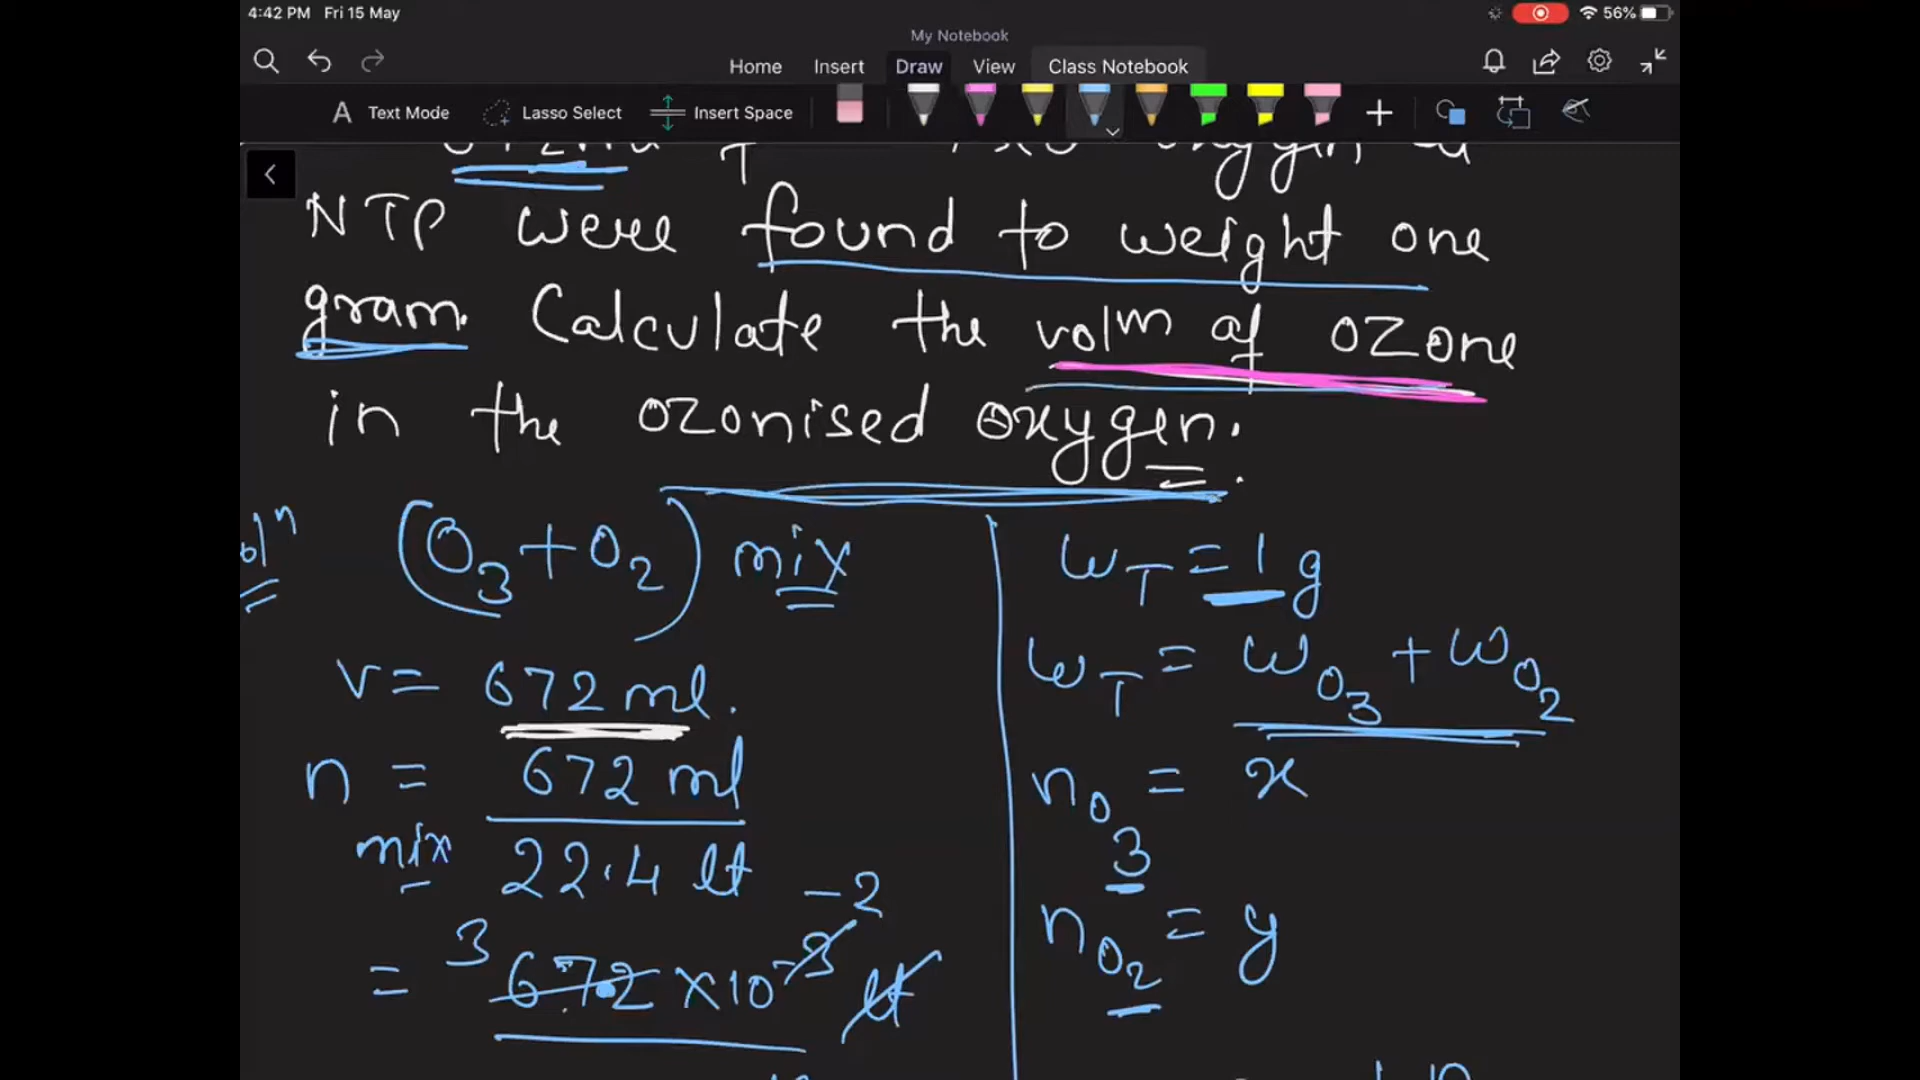 4:42 PM Fri 15 May
56%
My Notebook
Home Insert Draw View Class Notebook
A Text Mode Lasso Select Insert Space
oxygen
NTP were found to weight one
gram. Calculate the volm of ozone
in the ozonised oxygen.
(O3+O2) mix
v= 672 ml.
n mix = 672 ml / 22.4 lt
= 3 672 ×10-3 lt -2
wT = 1g
wT = wO3 + wO2
nO3 = x
nO2 = y